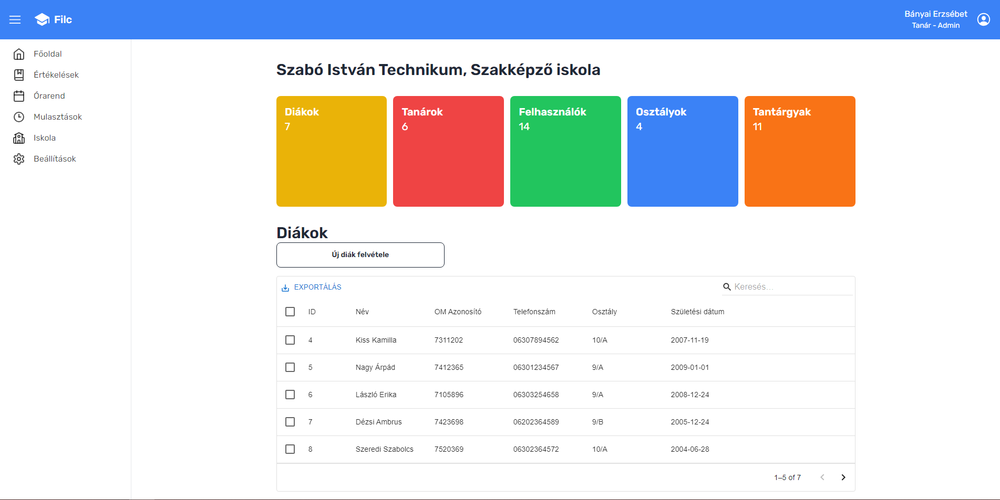 Filc
Bányai Erzsébet
Tanár - Admin
Főoldal
Értékelések
Órarend
Mulasztások
Iskola
Beállítások
Szabó István Technikum, Szakképző iskola
Diákok
7
Tanárok
6
Felhasználók
14
Osztályok
4
Tantárgyak
11
Diákok
Új diák felvétele
EXPORTÁLÁS
Keresés...
ID Név OM Azonosító Telefonszám Osztály Születési dátum
4 Kiss Kamilla 7311202 06307894562 10/A 2007-11-19
5 Nagy Árpád 7412365 06301234567 9/A 2009-01-01
6 László Erika 7105896 06303254658 9/A 2008-12-24
7 Dézsi Ambrus 7423698 06202364589 9/B 2005-12-24
8 Szeredi Szabolcs 7520369 06302364572 10/A 2004-06-28
1–5 of 7